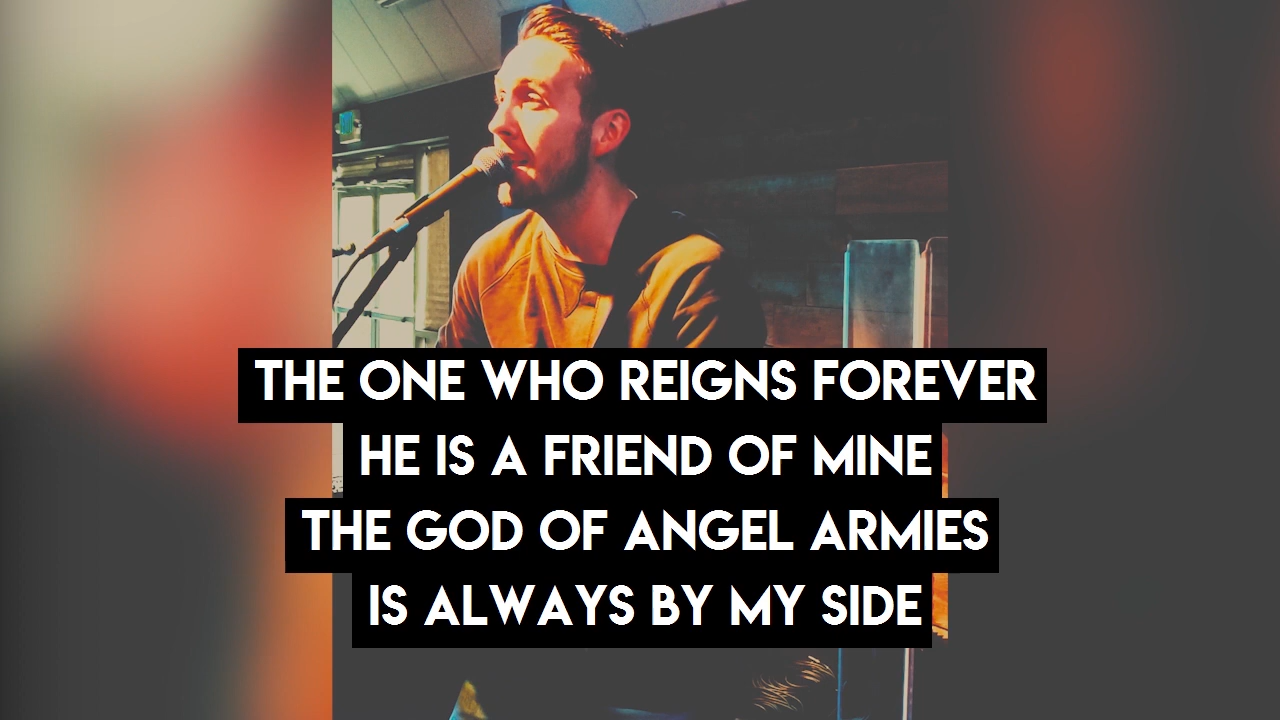 THE ONE WHO REIGNS FOREVER
HE IS A FRIEND OF MINE
THE GOD OF ANGEL ARMIES
IS ALWAYS BY MY SIDE